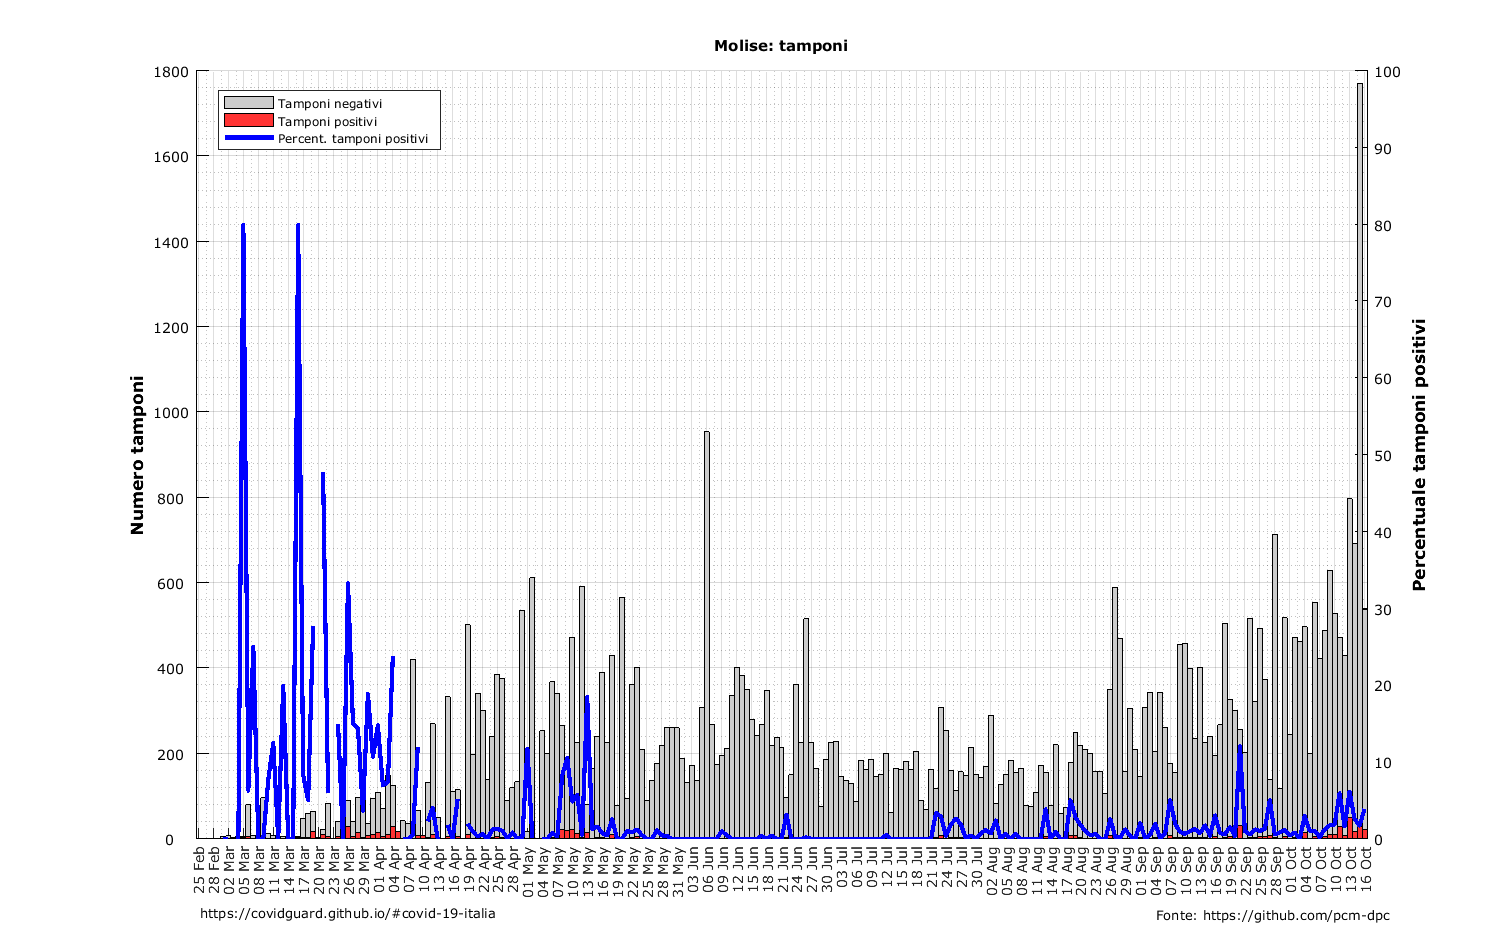 Molise: tamponi
1800
1600
1400
1200
1000
800
600
400
200
0
Numero tamponi
Tamponi negativi
Tamponi positivi
Percent. tamponi positivi
100
90
80
70
60
50
40
30
20
10
0
Percentuale tamponi positivi
25 Feb
28 Feb
02 Mar
05 Mar
08 Mar
11 Mar
14 Mar
17 Mar
20 Mar
23 Mar
26 Mar
29 Mar
01 Apr
04 Apr
07 Apr
10 Apr
13 Apr
16 Apr
19 Apr
22 Apr
25 Apr
28 Apr
01 May
04 May
07 May
10 May
13 May
16 May
19 May
22 May
25 May
28 May
31 May
03 Jun
06 Jun
09 Jun
12 Jun
15 Jun
18 Jun
21 Jun
24 Jun
27 Jun
30 Jun
03 Jul
06 Jul
09 Jul
12 Jul
15 Jul
18 Jul
21 Jul
24 Jul
27 Jul
30 Jul
02 Aug
05 Aug
08 Aug
11 Aug
14 Aug
17 Aug
20 Aug
23 Aug
26 Aug
29 Aug
01 Sep
04 Sep
07 Sep
10 Sep
13 Sep
16 Sep
19 Sep
22 Sep
25 Sep
28 Sep
01 Oct
04 Oct
07 Oct
10 Oct
13 Oct
16 Oct
https://covidguard.github.io/#covid-19-italia
Fonte: https://github.com/pcm-dpc